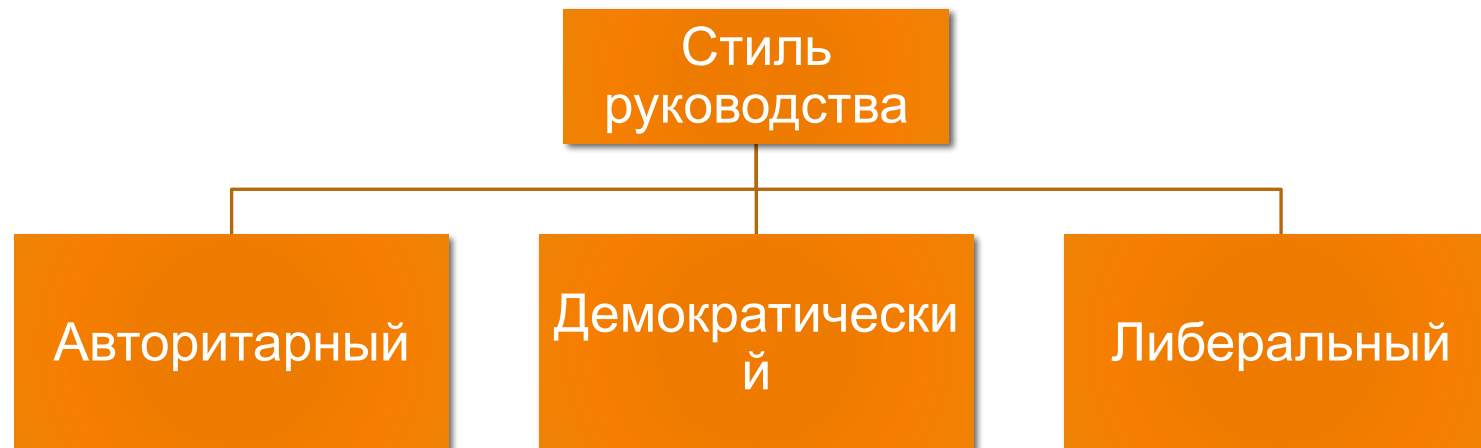 Стиль
руководства
Авторитарный
Демократически
й
Либеральный